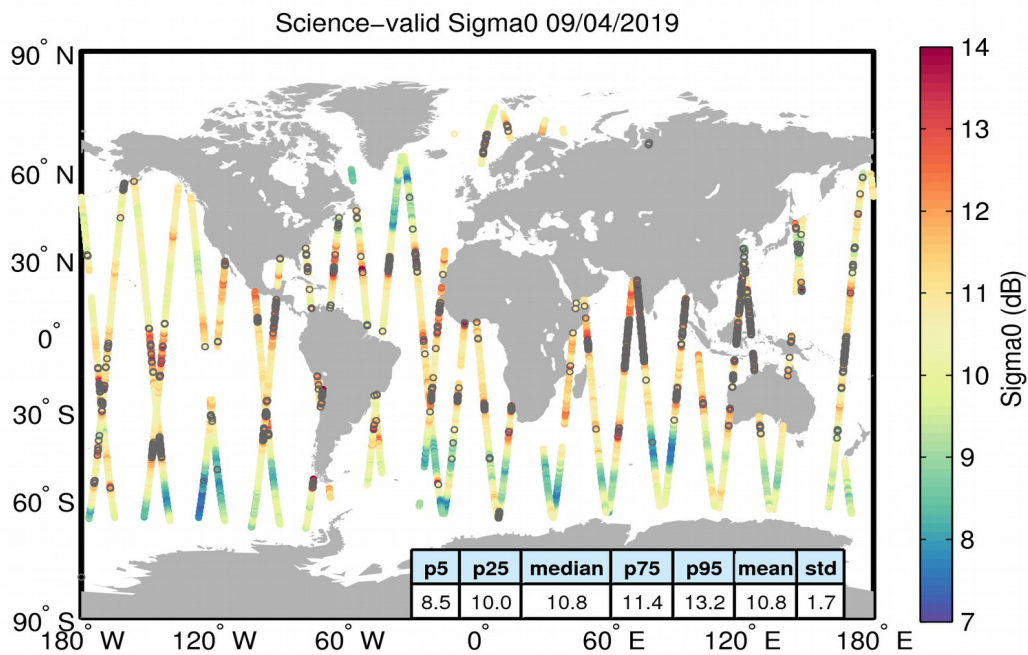 Science−valid Sigma0 09/04/2019
90° N
60° N
30° N
0°
30° S
60° S
90° S
180° W
120° W
60° W
0°
60° E
120° E
180° E
p5 p25 median p75 p95 mean std
8.5 10.0 10.8 11.4 13.2 10.8 1.7
14
13
12
11
10
9
8
7
Sigma0 (dB)